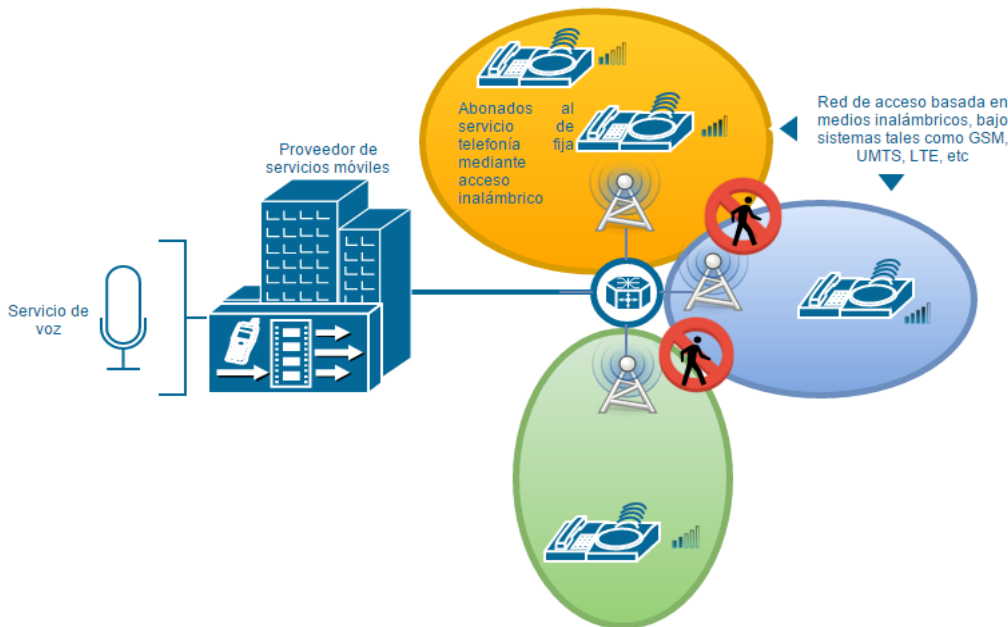 Abonados al
servicio de
telefonía fija
mediante
acceso
inalámbrico
Red de acceso basada en
medios inalámbricos, bajo
sistemas tales como GSM,
UMTS, LTE, etc
Proveedor de
servicios móviles
Servicio de
voz